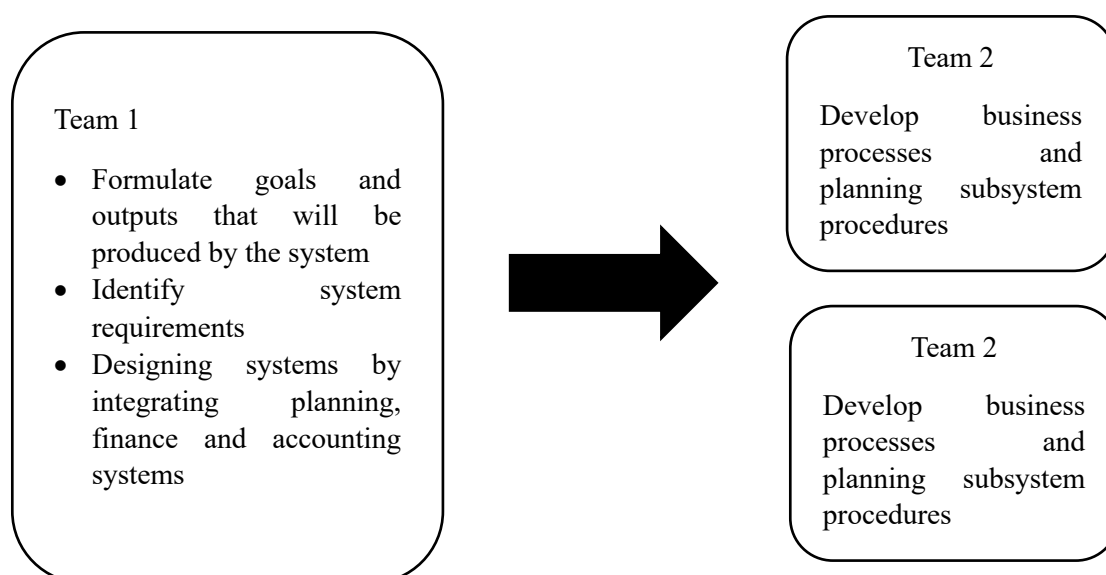 Team 1
• Formulate goals and
outputs that will be
produced by the system
• Identify system
requirements
• Designing systems by
integrating planning,
finance and accounting
systems
Team 2
Develop business
processes and
planning subsystem
procedures
Team 2
Develop business
processes and
planning subsystem
procedures